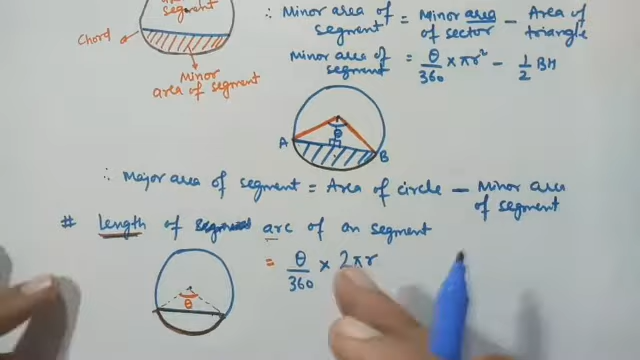 segment
Chord
Minor
area of segment
∴ Minor area of segment = Minor area of sector − Area of triangle
Minor area of segment = θ/360 × πr² − 1/2 BH
θ
A
B
∴ Major area of segment = Area of circle − Minor area of segment
# Length of arc of an segment
= θ/360 × 2πr
θ